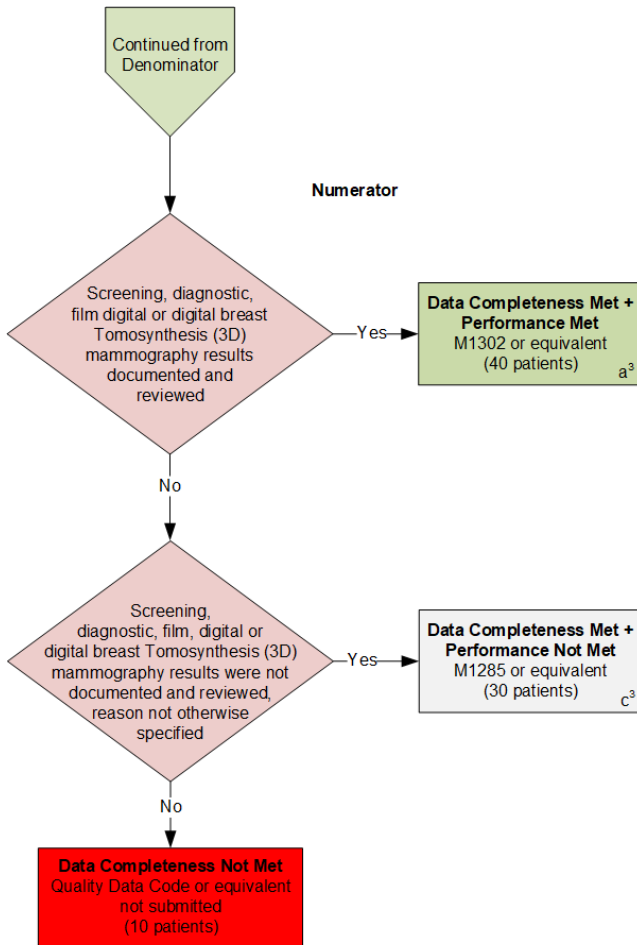 Continued from
Denominator
Numerator
Screening, diagnostic,
film digital or digital breast
Tomosynthesis (3D)
mammography results
documented and
reviewed
Yes
Data Completeness Met +
Performance Met
M1302 or equivalent
(40 patients)
a³
No
Screening,
diagnostic, film, digital or
digital breast Tomosynthesis (3D)
mammography results were not
documented and reviewed,
reason not otherwise
specified
Yes
Data Completeness Met +
Performance Not Met
M1285 or equivalent
(30 patients)
c³
No
Data Completeness Not Met
Quality Data Code or equivalent
not submitted
(10 patients)